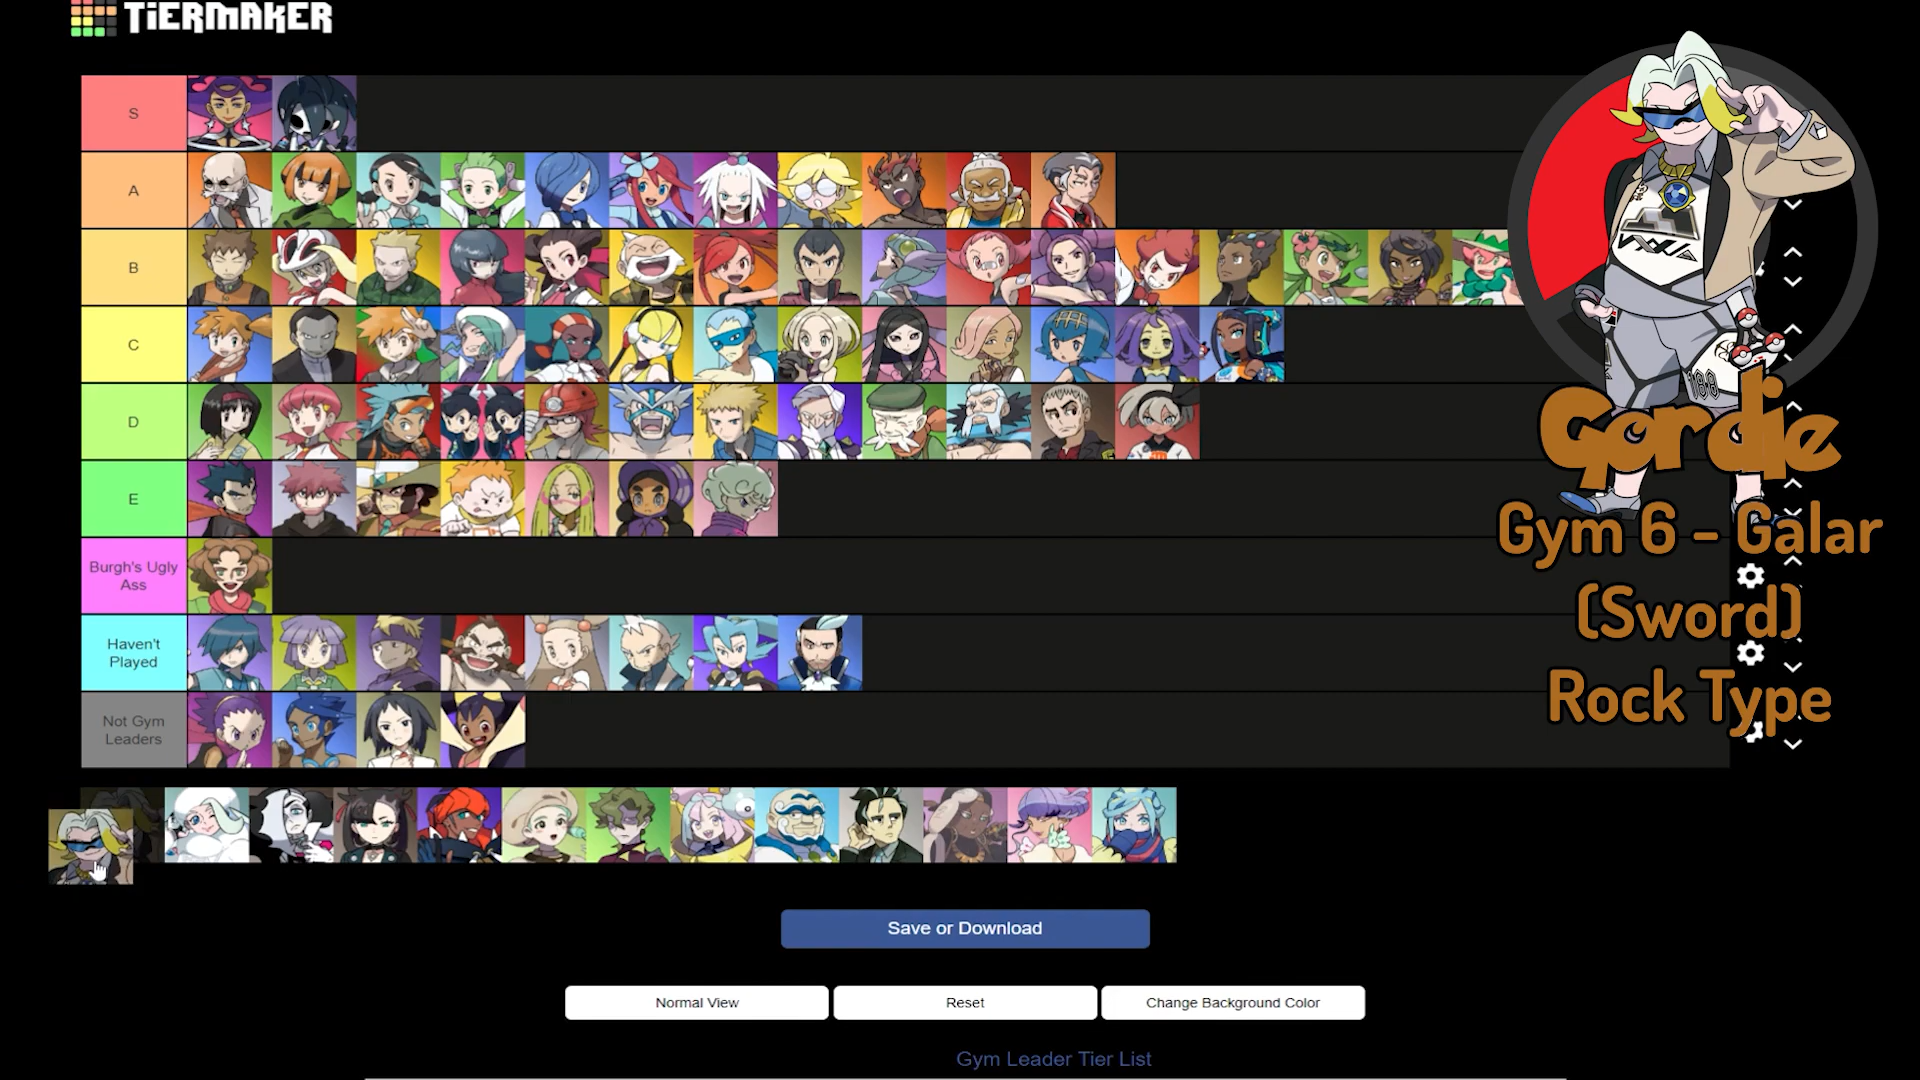 TiERMAKER
S
A
B
C
D
E
Burgh's Ugly
Ass
Haven't
Played
Not Gym
Leaders
Gordie
Gym 6 - Galar
(Sword)
Rock Type
Save or Download
Normal View
Reset
Change Background Color
Gym Leader Tier List